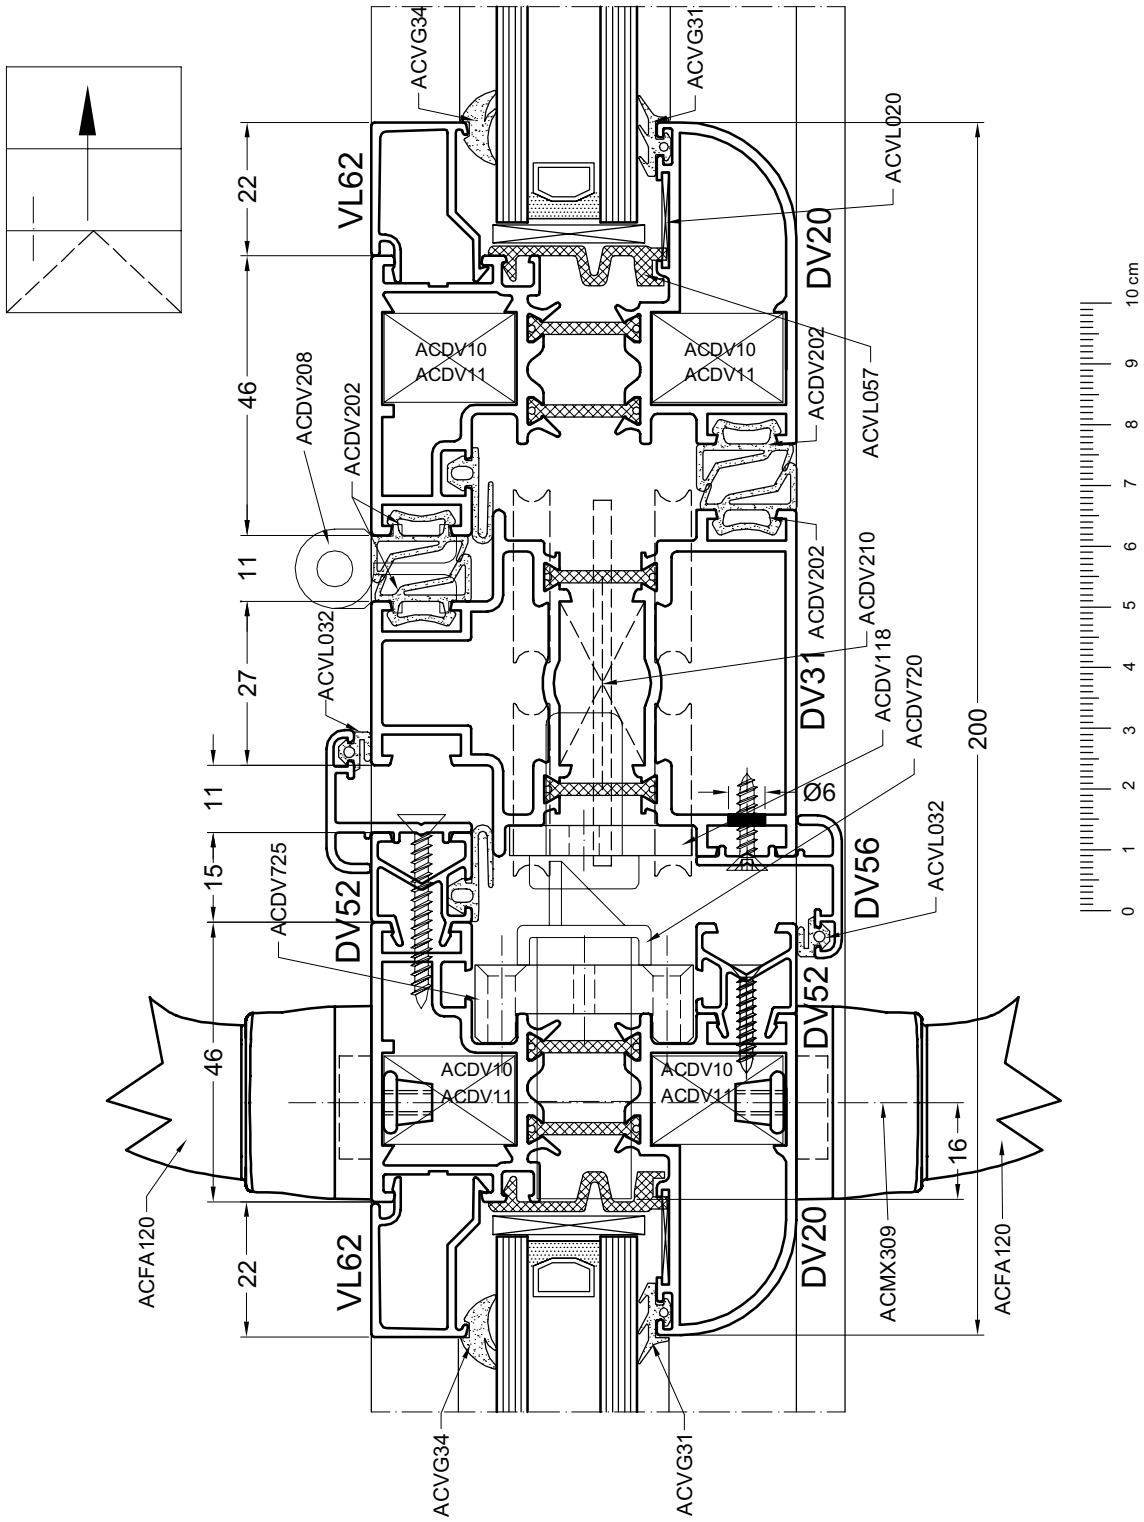 ACVG34
ACVG31
ACVL020
22
VL62
DV20
46
ACDV10
ACDV11
ACDV10
ACDV11
ACDV208
ACDV202
ACDV202
ACVL057
11
ACVL032
27
ACDV202
ACDV210
DV31
ACDV118
ACDV720
200
11
Ø6
15
ACDV725
DV52
DV56
ACVL032
46
DV52
ACDV10
ACDV11
ACDV10
ACDV11
16
ACFA120
22
VL62
DV20
ACMX309
ACFA120
ACVG34
ACVG31
0
1
2
3
4
5
6
7
8
9
10 cm